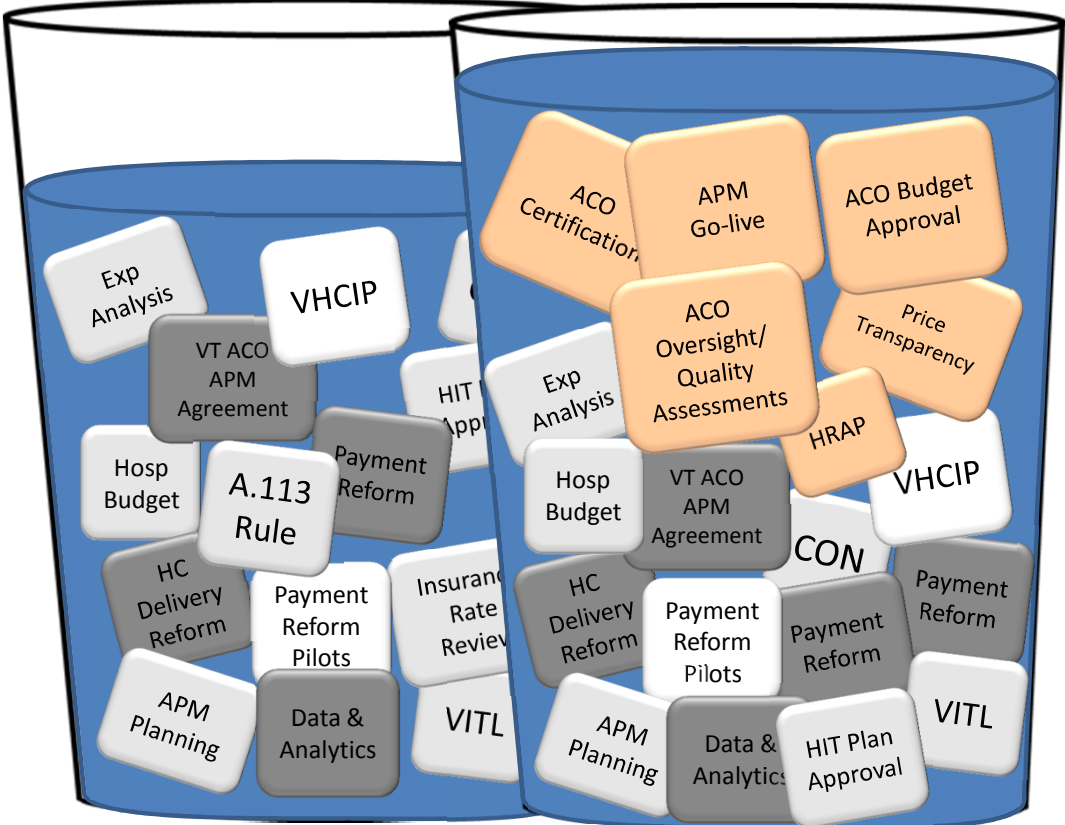 Exp
Analysis
VHCIP
VT ACO
APM
Agreement
HIT
Hosp
Budget
A.113
Rule
Payment
Reform
HC
Delivery
Reform
Payment
Reform
Pilots
Rate
APM
Planning
Data &
Analytics
VITL
ACO
Certification
APM
Go-live
ACO Budget
Approval
ACO
Oversight/
Quality
Assessments
Price
Transparency
HRAP
Exp
Analysis
VHCIP
Hosp
Budget
VT ACO
APM
Agreement
CON
HC
Delivery
Reform
Payment
Reform
Pilots
Payment
Reform
Payment
Reform
APM
Planning
Data &
Analytics
HIT Plan
Approval
VITL